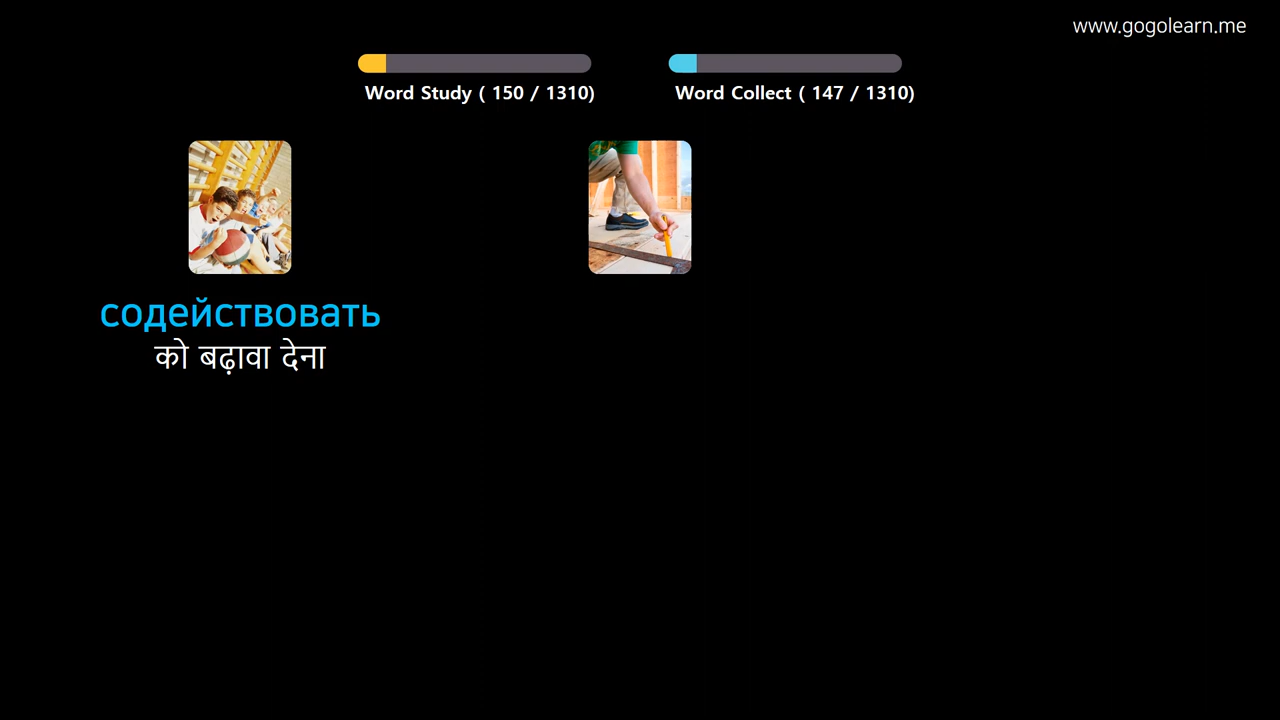 www.gogolearn.me
Word Study ( 150 / 1310)
Word Collect ( 147 / 1310)
содействовать
को बढ़ावा देना